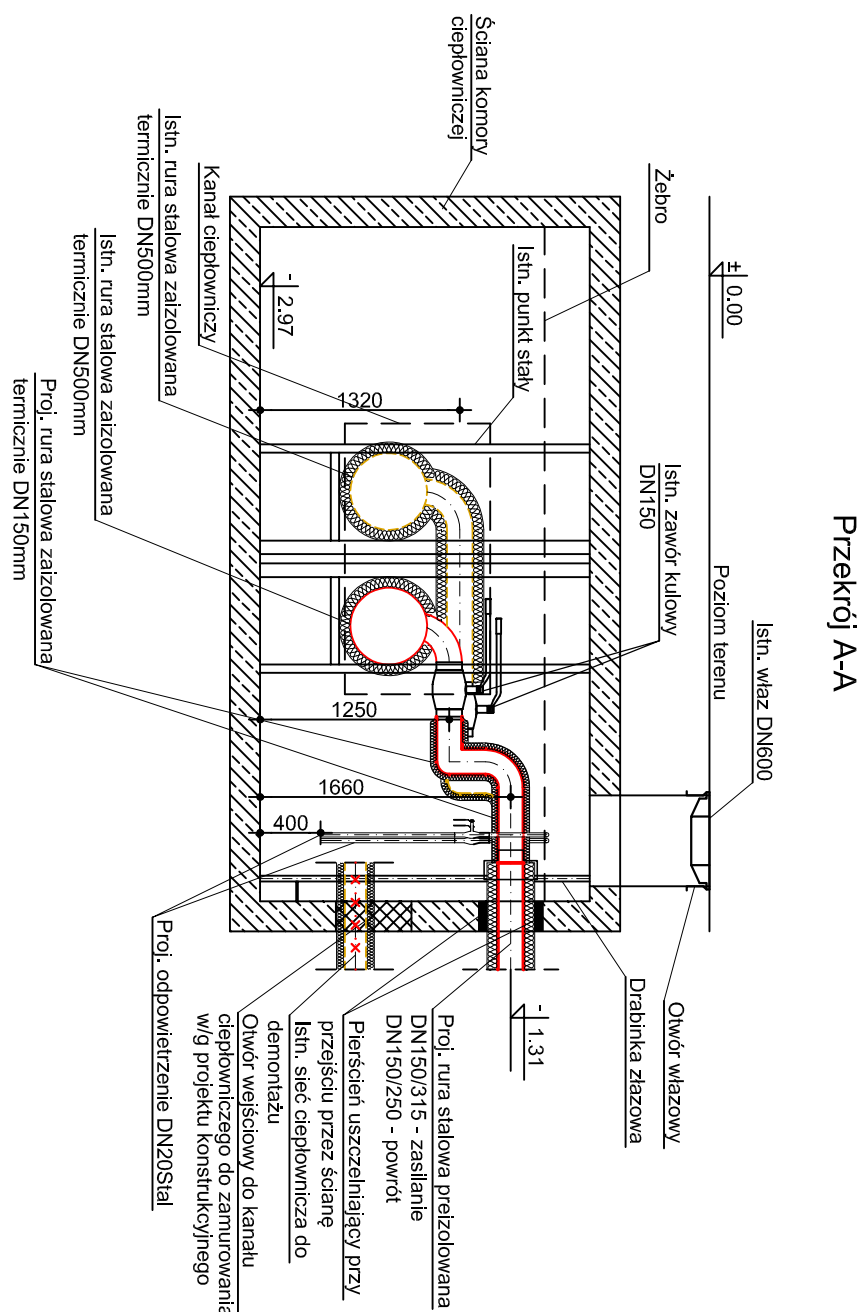 Przekrój A-A
Istn. właz DN600
Poziom terenu
± 0.00
Żebro
Ściana komory
ciepłowniczej
Istn. punkt stały
Kanał ciepłowniczy
Istn. rura stalowa zaizolowana
termicznie DN500mm
Istn. rura stalowa zaizolowana
termicznie DN500mm
Proj. rura stalowa zaizolowana
termicznie DN150mm
- 2.97
Istn. zawór kulowy
DN150
1320
1250
1660
400
Otwór włazowy
Drabinka złazowa
- 1.31
Proj. rura stalowa preizolowana
DN150/315 - zasilanie
DN150/250 - powrót
Pierścień uszczelniający przy
przejściu przez ścianę
Istn. sieć ciepłownicza do
demontażu
Otwór wejściowy do kanału
ciepłowniczego do zamurowania
w/g projektu konstrukcyjnego
Proj. odpowietrzenie DN20Stal